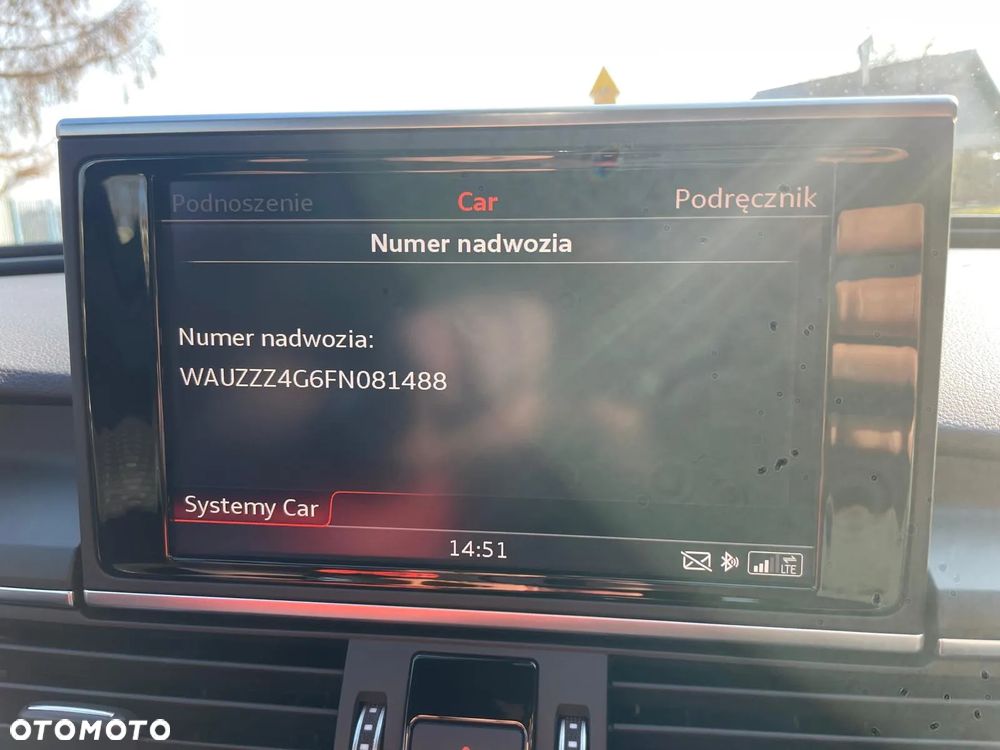 Podnoszenie Car Podręcznik
Numer nadwozia
Numer nadwozia:
WAUZZZ4G6FN081488
Systemy Car
14:51
LTE
OTOMOTO